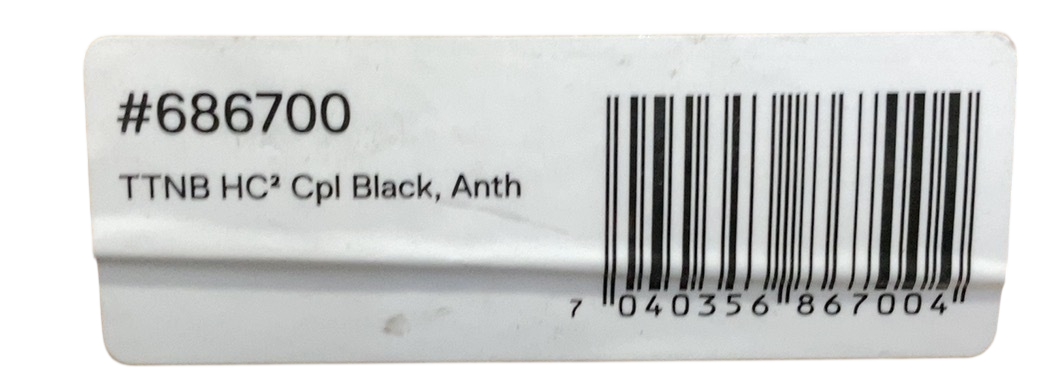 #686700
TTNB HC² Cpl Black, Anth
7 040356 867004